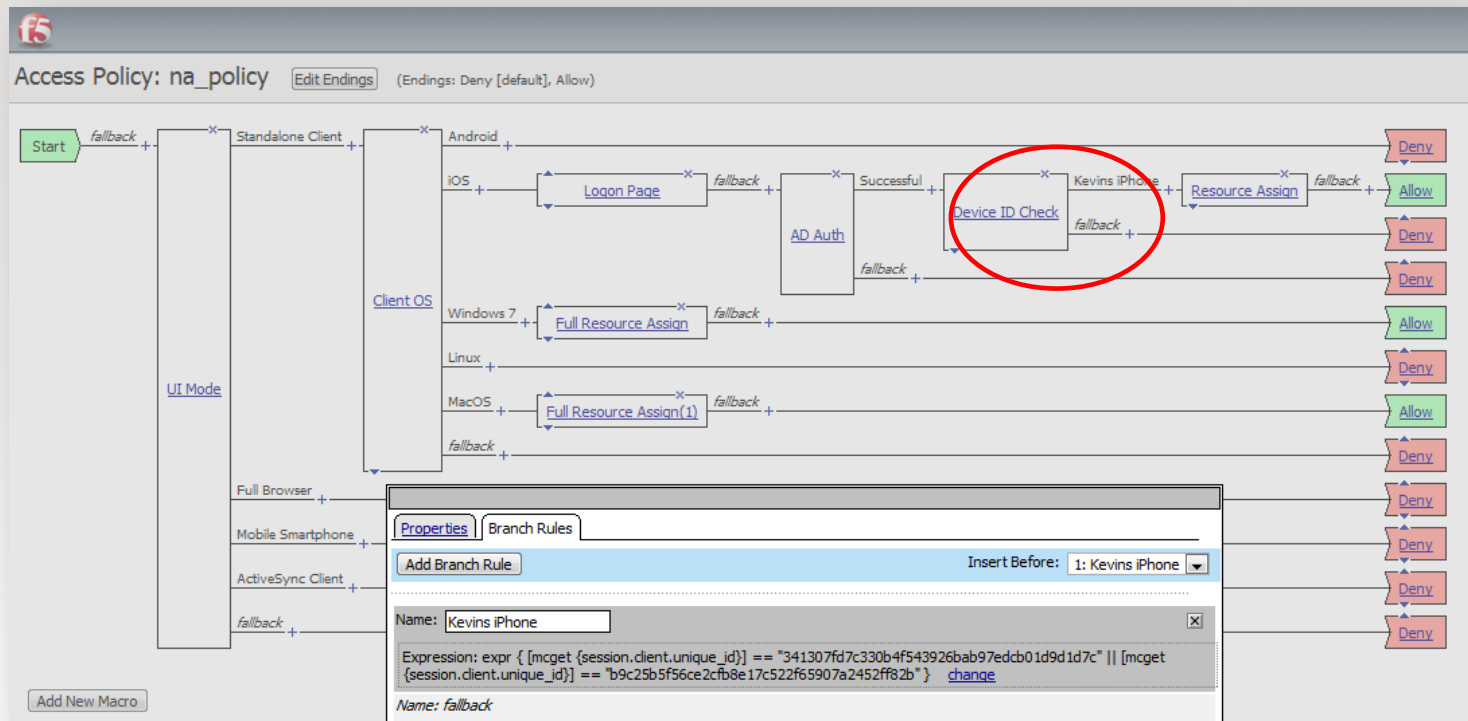 f5
Access Policy: na_policy Edit Endings (Endings: Deny [default], Allow)
Start fallback + Standalone Client + Android + Deny
iOS + Logon Page fallback + Successful + Kevins iPhone + Resource Assign fallback + Allow
Device ID Check
AD Auth fallback + Deny
fallback + Deny
Client OS
Windows 7 + Full Resource Assign fallback + Allow
Linux + Deny
UI Mode
MacOS + Full Resource Assign(1) fallback + Allow
fallback + Deny
Full Browser + Deny
Properties Branch Rules
Mobile Smartphone + Deny
Add Branch Rule Insert Before: 1: Kevins iPhone
ActiveSync Client + Deny
fallback + Deny
Name: Kevins iPhone
Expression: expr { [mcget {session.client.unique_id}] == "341307fd7c330b4f543926bab97edcb01d9d1d7c" || [mcget
{session.client.unique_id}] == "b9c25b5f56ce2cfb8e17c522f65907a2452ff82b" } change
Add New Macro
Name: fallback